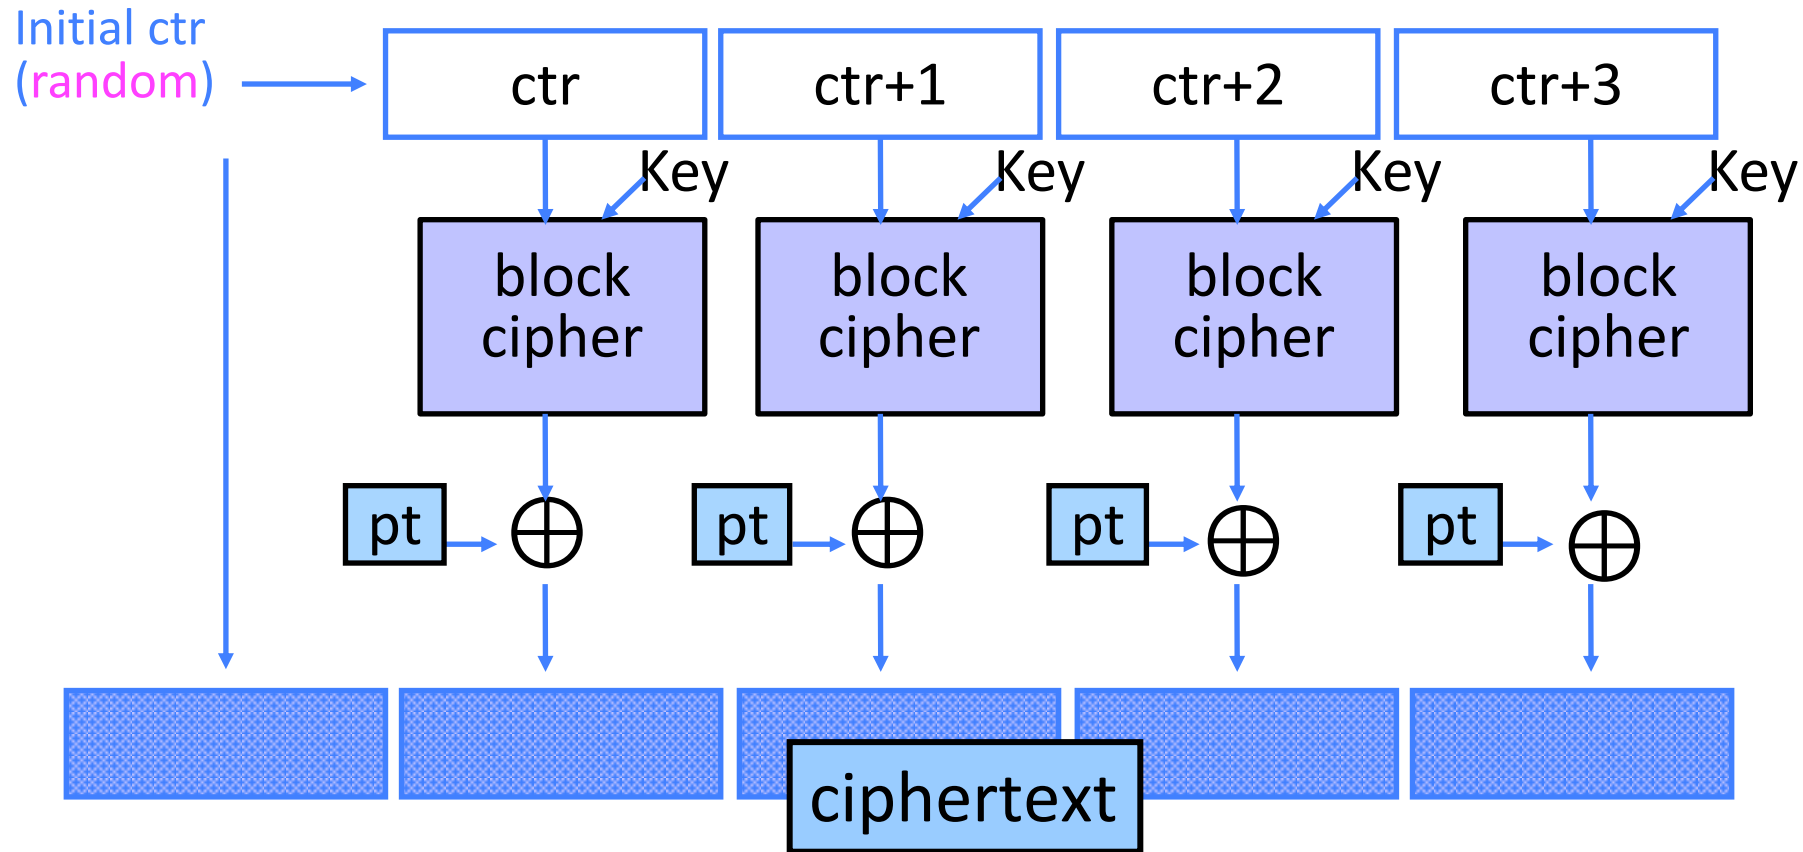 Initial ctr
(random)
ctr
ctr+1
ctr+2
ctr+3
Key
Key
Key
Key
block
cipher
block
cipher
block
cipher
block
cipher
pt
pt
pt
pt
ciphertext